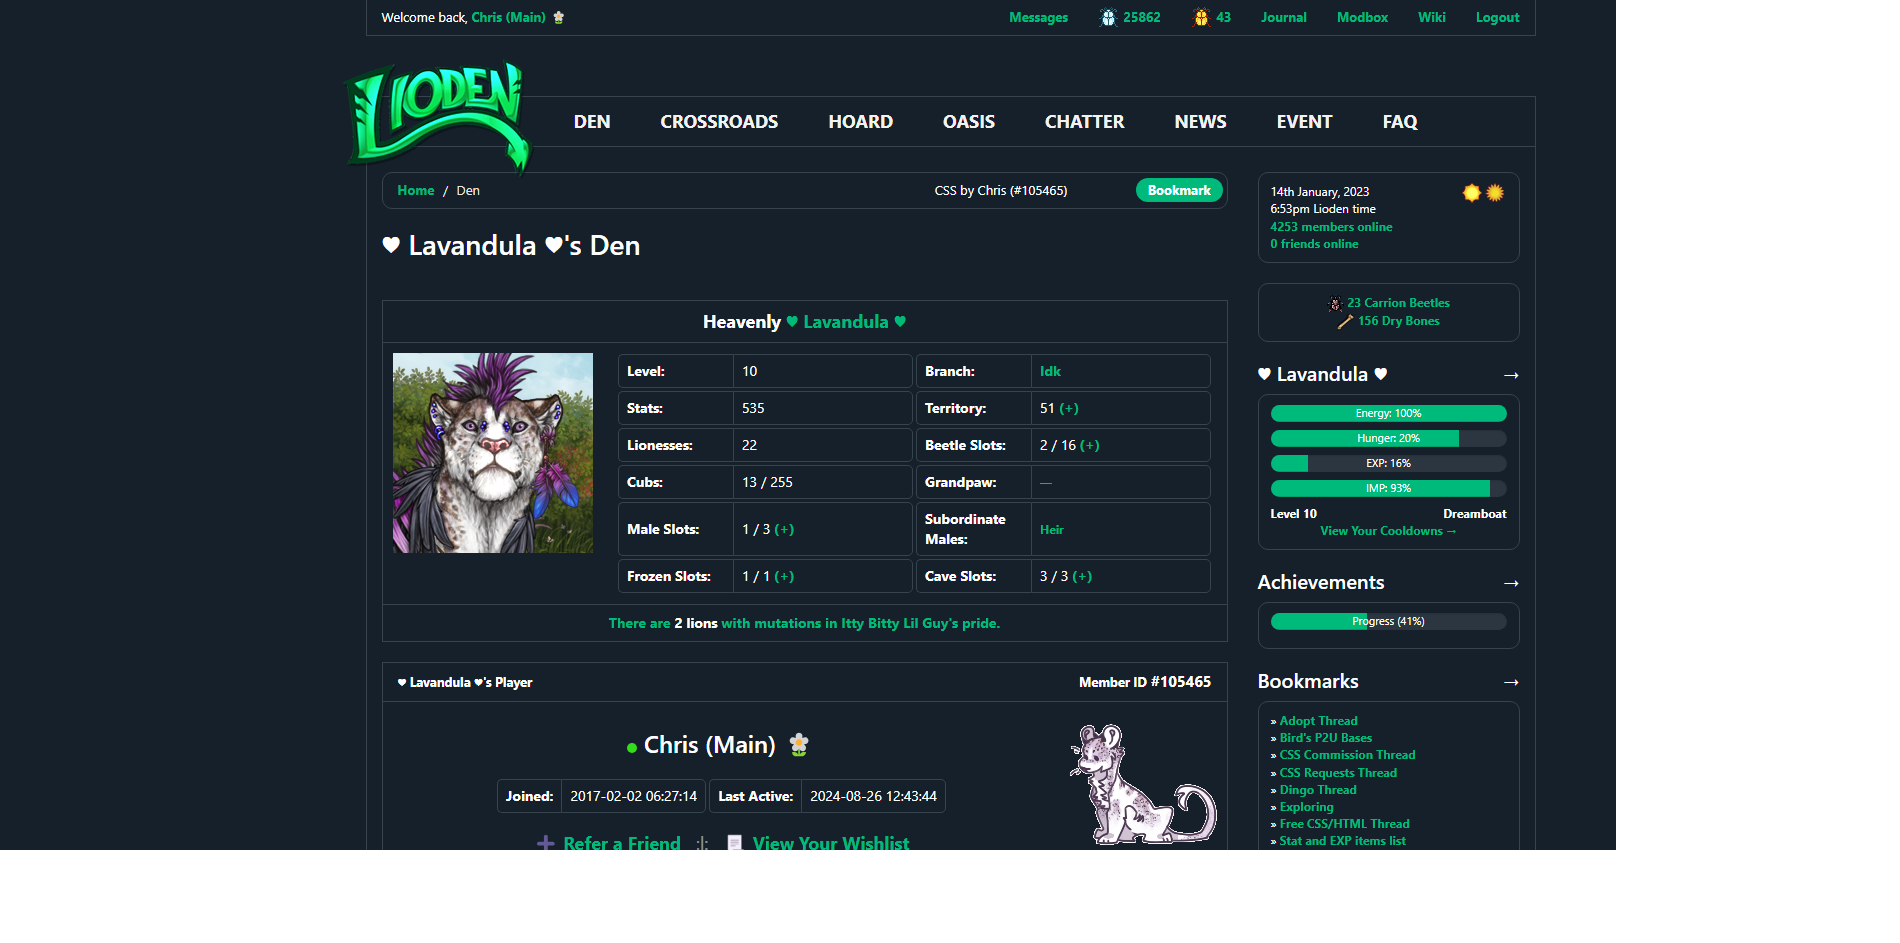 Welcome back, Chris (Main)
Messages 25862 43 Journal Modbox Wiki Logout
LIODEN
DEN CROSSROADS HOARD OASIS CHATTER NEWS EVENT FAQ
Home / Den CSS by Chris (#105465) Bookmark
♥ Lavandula ♥'s Den
Heavenly ♥ Lavandula ♥
Level: 10 Branch: Idk
Stats: 535 Territory: 51 (+)
Lionesses: 22 Beetle Slots: 2 / 16 (+)
Cubs: 13 / 255 Grandpaw: —
Male Slots: 1 / 3 (+) Subordinate Males: Heir
Frozen Slots: 1 / 1 (+) Cave Slots: 3 / 3 (+)
There are 2 lions with mutations in Itty Bitty Lil Guy's pride.
♥ Lavandula ♥'s Player Member ID #105465
Chris (Main)
Joined: 2017-02-02 06:27:14 Last Active: 2024-08-26 12:43:44
Refer a Friend :|: View Your Wishlist
14th January, 2023
6:53pm Lioden time
4253 members online
0 friends online
23 Carrion Beetles
156 Dry Bones
♥ Lavandula ♥ →
Energy: 100%
Hunger: 20%
EXP: 16%
IMP: 93%
Level 10 Dreamboat
View Your Cooldowns →
Achievements →
Progress (41%)
Bookmarks →
» Adopt Thread
» Bird's P2U Bases
» CSS Commission Thread
» CSS Requests Thread
» Dingo Thread
» Exploring
» Free CSS/HTML Thread
» Stat and EXP items list